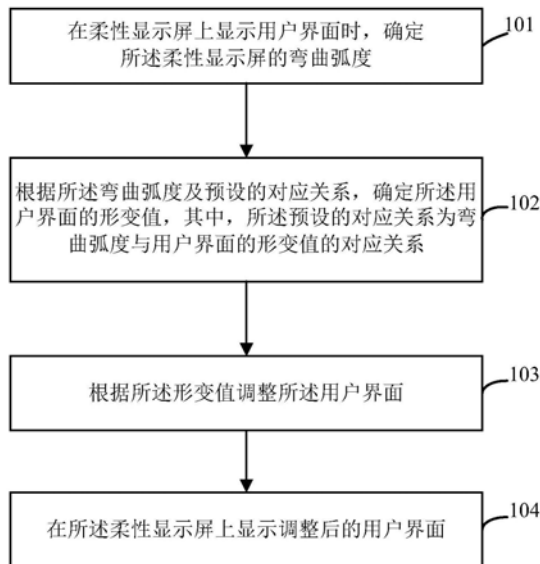 在柔性显示屏上显示用户界面时，确定
所述柔性显示屏的弯曲弧度
101
根据所述弯曲弧度及预设的对应关系，确定所述用
户界面的形变值，其中，所述预设的对应关系为弯
曲弧度与用户界面的形变值的对应关系
102
根据所述形变值调整所述用户界面
103
在所述柔性显示屏上显示调整后的用户界面
104